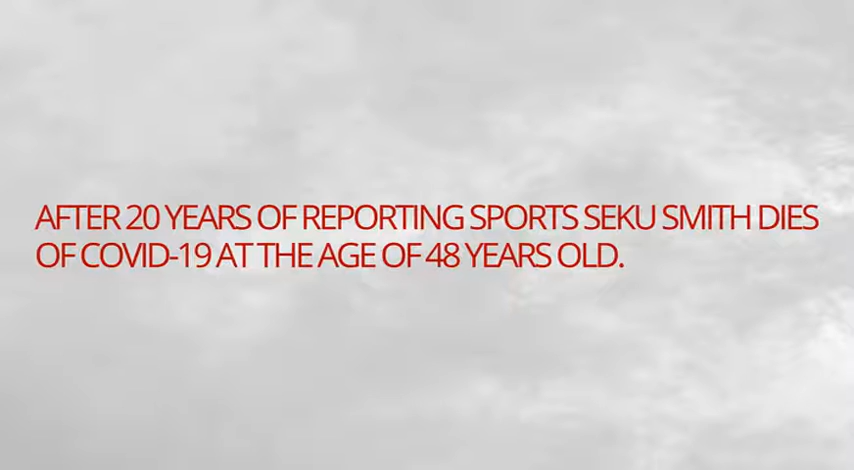 AFTER 20 YEARS OF REPORTING SPORTS SEKU SMITH DIES
OF COVID-19 AT THE AGE OF 48 YEARS OLD.